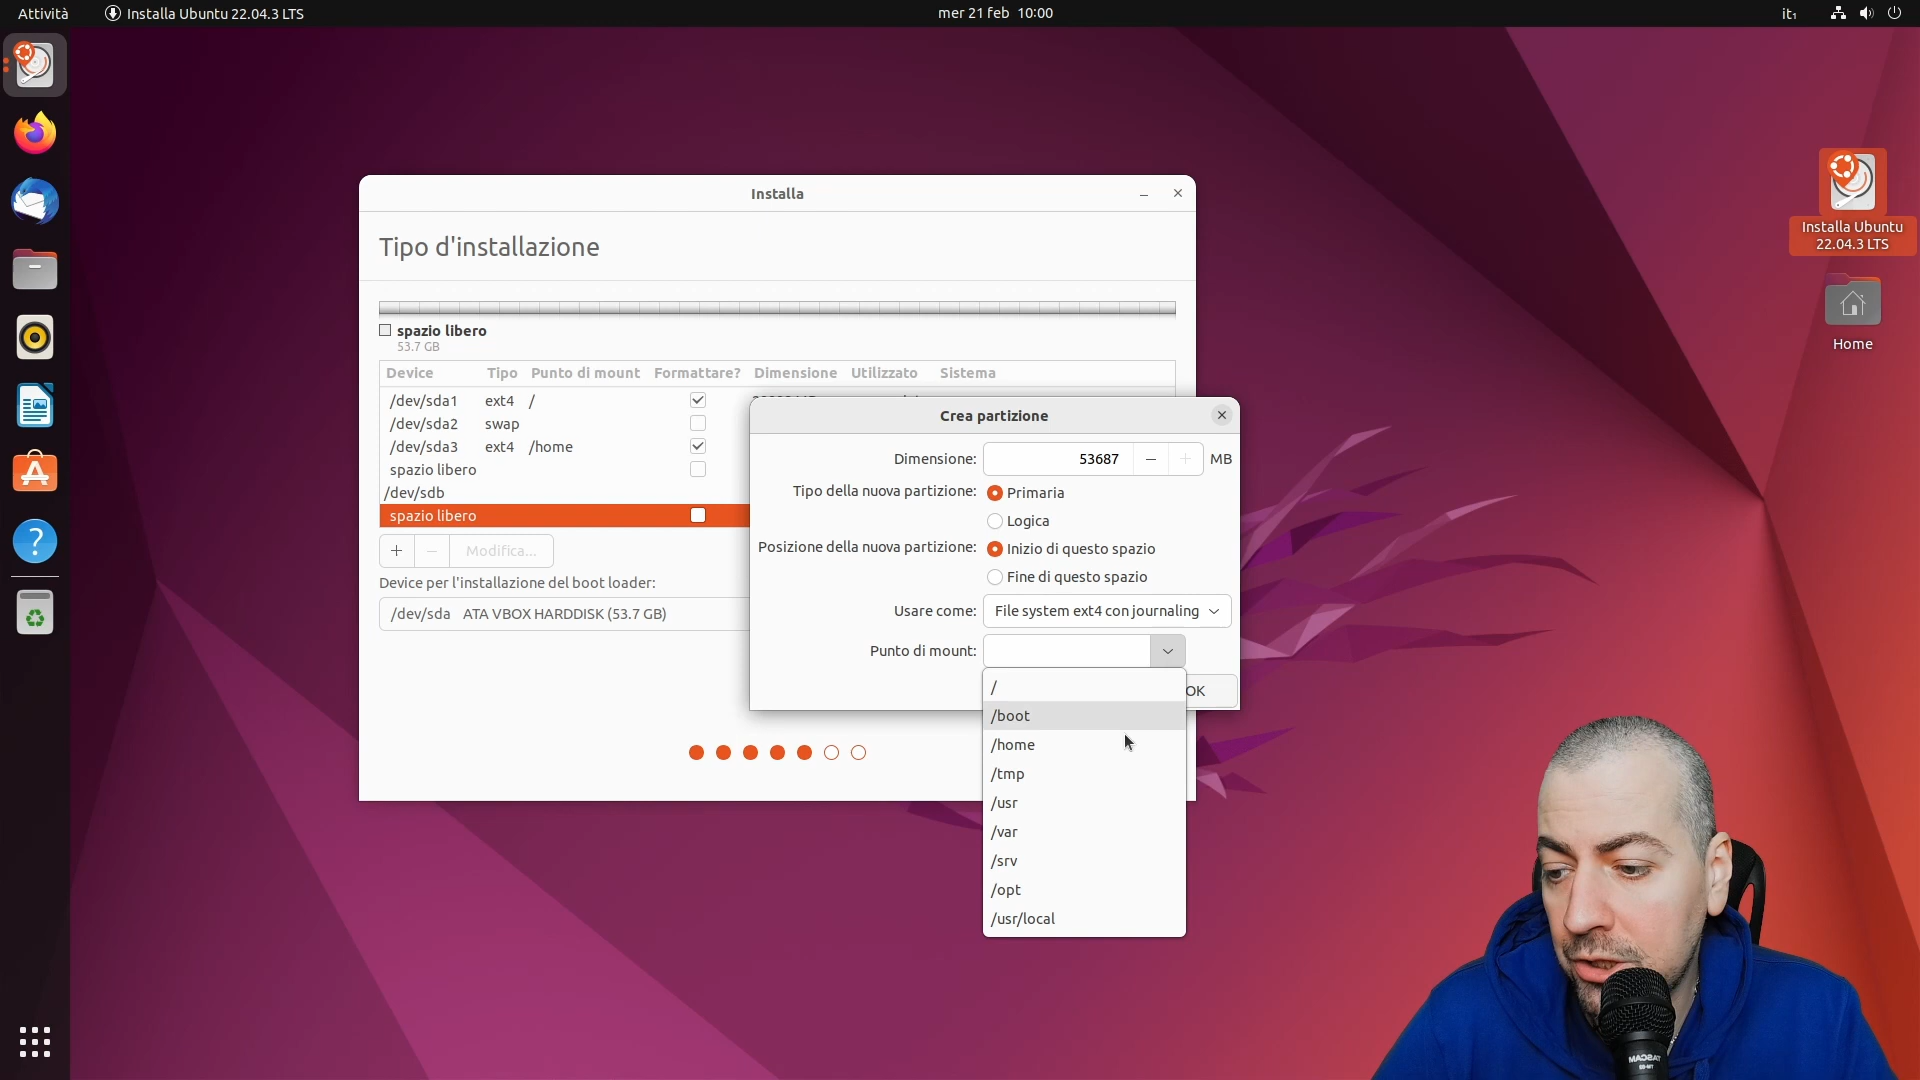 Attività
Installa Ubuntu 22.04.3 LTS
mer 21 feb 10:00
it₁
Installa
Tipo d'installazione
spazio libero
53.7 GB
Device Tipo Punto di mount Formattare? Dimensione Utilizzato Sistema
/dev/sda1 ext4 /
/dev/sda2 swap
/dev/sda3 ext4 /home
spazio libero
/dev/sdb
spazio libero
+ − Modifica...
Device per l'installazione del boot loader:
/dev/sda ATA VBOX HARDDISK (53.7 GB)
Crea partizione
Dimensione: 53687 − + MB
Tipo della nuova partizione: Primaria
Logica
Posizione della nuova partizione: Inizio di questo spazio
Fine di questo spazio
Usare come: File system ext4 con journaling
Punto di mount:
OK
/
/boot
/home
/tmp
/usr
/var
/srv
/opt
/usr/local
Installa Ubuntu
22.04.3 LTS
Home
TASCAM